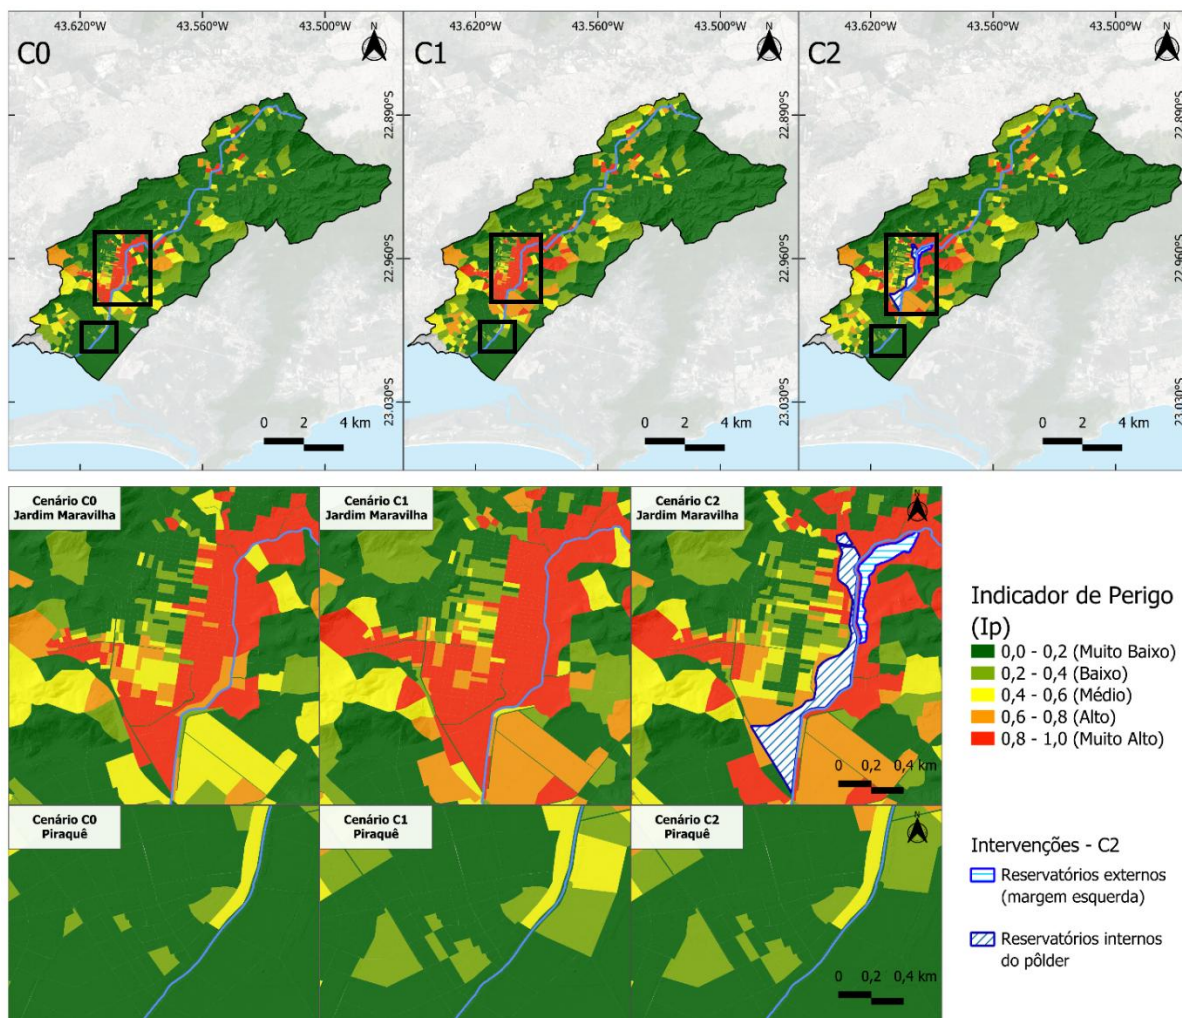 43.620°W 43.560°W 43.500°W
43.620°W 43.560°W 43.500°W
43.620°W 43.560°W 43.500°W
C0
N
C1
N
C2
N
22.890°S
22.890°S
22.890°S
22.960°S
22.960°S
22.960°S
23.030°S
23.030°S
23.030°S
0 2 4 km
0 2 4 km
0 2 4 km
Cenário C0
Jardim Maravilha
Cenário C1
Jardim Maravilha
Cenário C2
Jardim Maravilha
N
0 0,2 0,4 km
Indicador de Perigo
(Ip)
0,0 - 0,2 (Muito Baixo)
0,2 - 0,4 (Baixo)
0,4 - 0,6 (Médio)
0,6 - 0,8 (Alto)
0,8 - 1,0 (Muito Alto)
Cenário C0
Piraquê
Cenário C1
Piraquê
Cenário C2
Piraquê
N
0 0,2 0,4 km
Intervenções - C2
Reservatórios externos
(margem esquerda)
Reservatórios internos
do pôlder